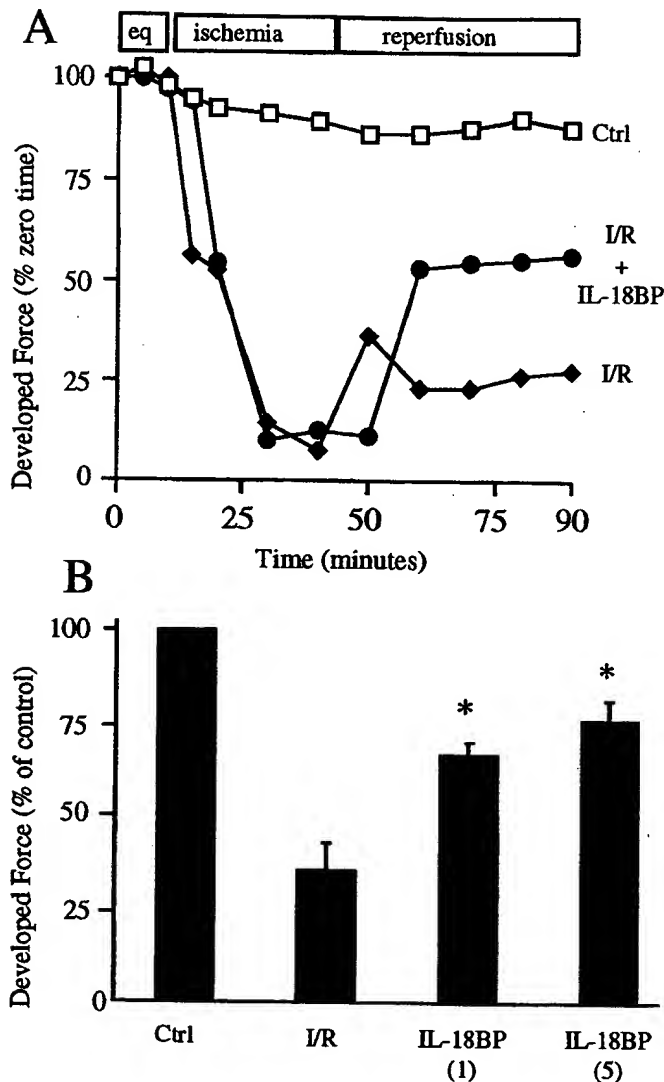 A
eq ischemia reperfusion
Developed Force (% zero time)
100
75
50
25
0
Ctrl
I/R
+
IL-18BP
I/R
0 25 50 75 90
Time (minutes)
B
Developed Force (% of control)
100
75
50
25
0
* *
Ctrl I/R IL-18BP IL-18BP
(1) (5)